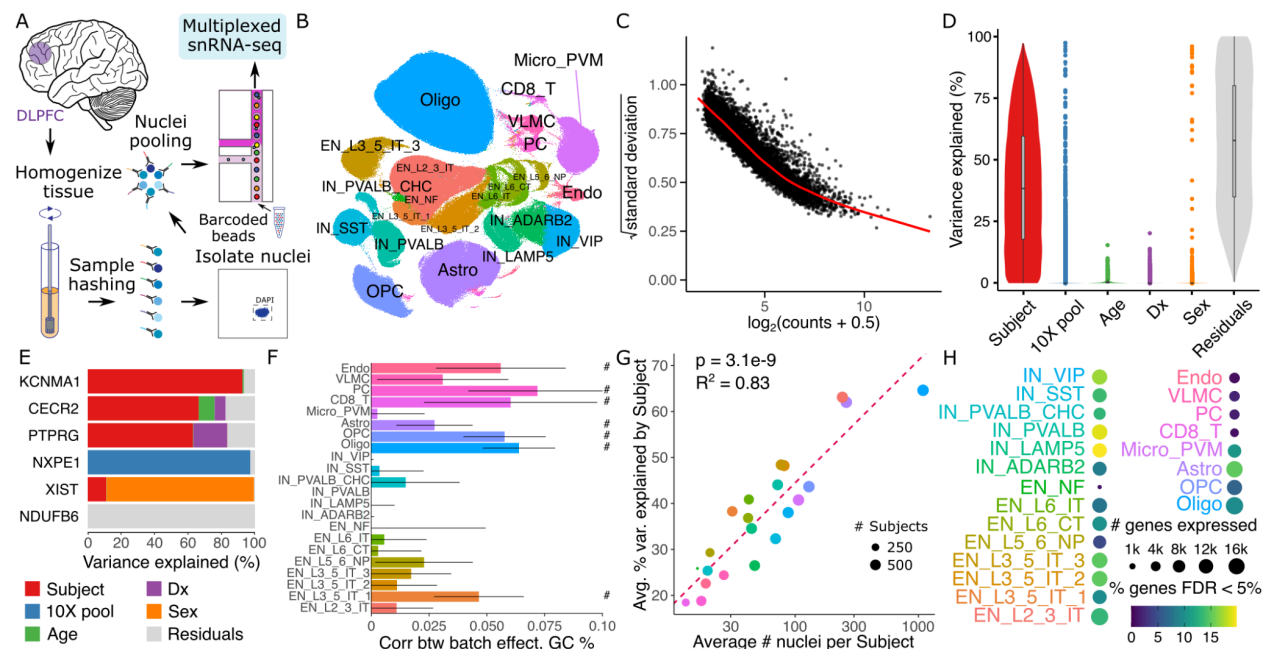 A
DLPFC
Homogenize
tissue
Sample
hashing
Nuclei
pooling
Multiplexed
snRNA-seq
Barcoded
beads
Isolate nuclei
DAPI
B
Oligo
Micro_PVM
CD8_T
VLMC
PC
EN_L3_5_IT_3
EN_L2_3_IT
EN_L5_6_NP
EN_L6_CT
EN_L6_IT
Endo
IN_PVALB_CHC
EN_NF
EN_L3_5_IT_1
EN_L3_5_IT_2
IN_SST
IN_PVALB
IN_ADARB2
IN_VIP
IN_LAMP5
Astro
OPC
C
√standard deviation
1.00
0.75
0.50
0.25
0.00
5
10
log2(counts + 0.5)
D
Variance explained (%)
100
75
50
25
0
Subject
10X pool
Age
Dx
Sex
Residuals
E
KCNMA1
CECR2
PTPRG
NXPE1
XIST
NDUFB6
0 20 40 60 80 100
Variance explained (%)
Subject
10X pool
Age
Dx
Sex
Residuals
F
Endo #
VLMC
PC #
CD8_T #
Micro_PVM
Astro #
OPC #
Oligo #
IN_VIP
IN_SST
IN_PVALB_CHC
IN_PVALB
IN_LAMP5
IN_ADARB2
EN_NF
EN_L6_IT
EN_L6_CT
EN_L5_6_NP
EN_L3_5_IT_3
EN_L3_5_IT_2
EN_L3_5_IT_1 #
EN_L2_3_IT
0 0.025 0.050 0.075 0.100
Corr btw batch effect, GC %
G
p = 3.1e-9
R2 = 0.83
Avg. % var. explained by Subject
70
60
50
40
30
20
# Subjects
250
500
30 100 300 1000
Average # nuclei per Subject
H
IN_VIP
IN_SST
IN_PVALB_CHC
IN_PVALB
IN_LAMP5
IN_ADARB2
EN_NF
EN_L6_IT
EN_L6_CT
EN_L5_6_NP
EN_L3_5_IT_3
EN_L3_5_IT_2
EN_L3_5_IT_1
EN_L2_3_IT
Endo
VLMC
PC
CD8_T
Micro_PVM
Astro
OPC
Oligo
# genes expressed
1k 4k 8k 12k 16k
% genes FDR < 5%
0 5 10 15